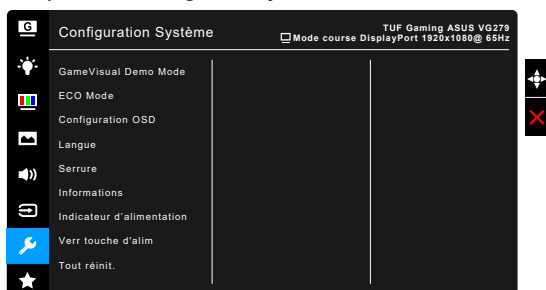 G
Configuration Système
TUF Gaming ASUS VG279
Mode course DisplayPort 1920x1080@ 65Hz
GameVisual Demo Mode
ECO Mode
Configuration OSD
Langue
Serrure
Informations
Indicateur d'alimentation
Verr touche d'alim
Tout réinit.